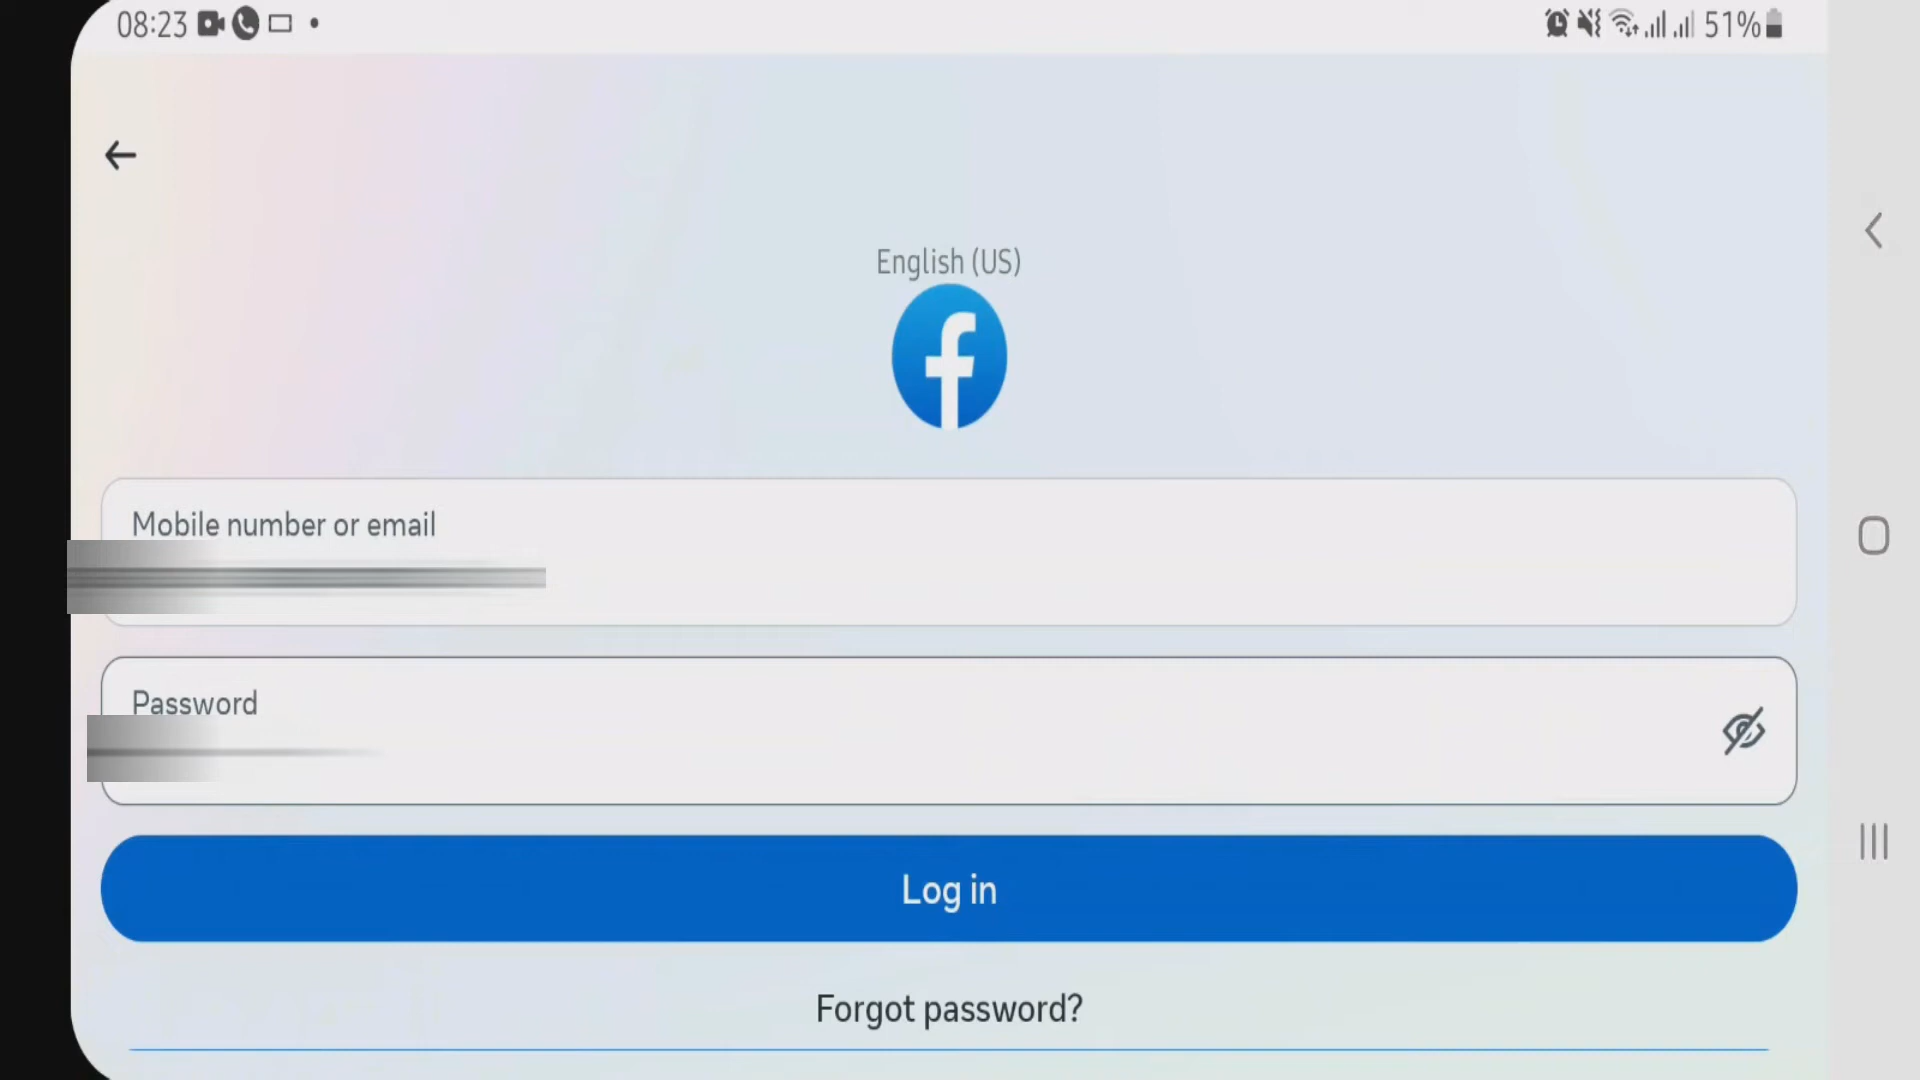 08:23
51%
English (US)
Mobile number or email
Password
Log in
Forgot password?